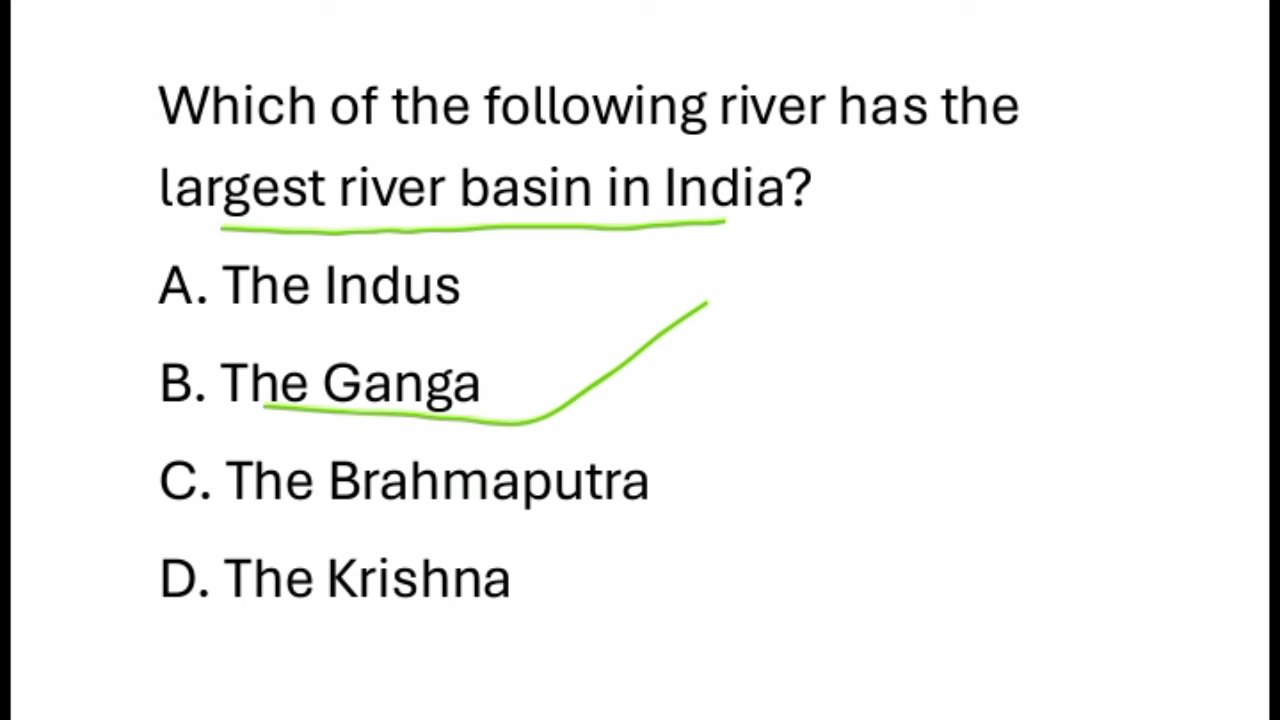 Which of the following river has the
largest river basin in India?
A. The Indus
B. The Ganga
C. The Brahmaputra
D. The Krishna